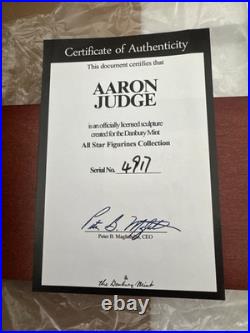 Certificate of Authenticity
This document certifies that
AARON
JUDGE
is an officially licensed sculpture
created for the Danbury Mint
All Star Figurines Collection
Serial No. 4917
Peter B. Maglathlin, CEO
the Danbury Mint